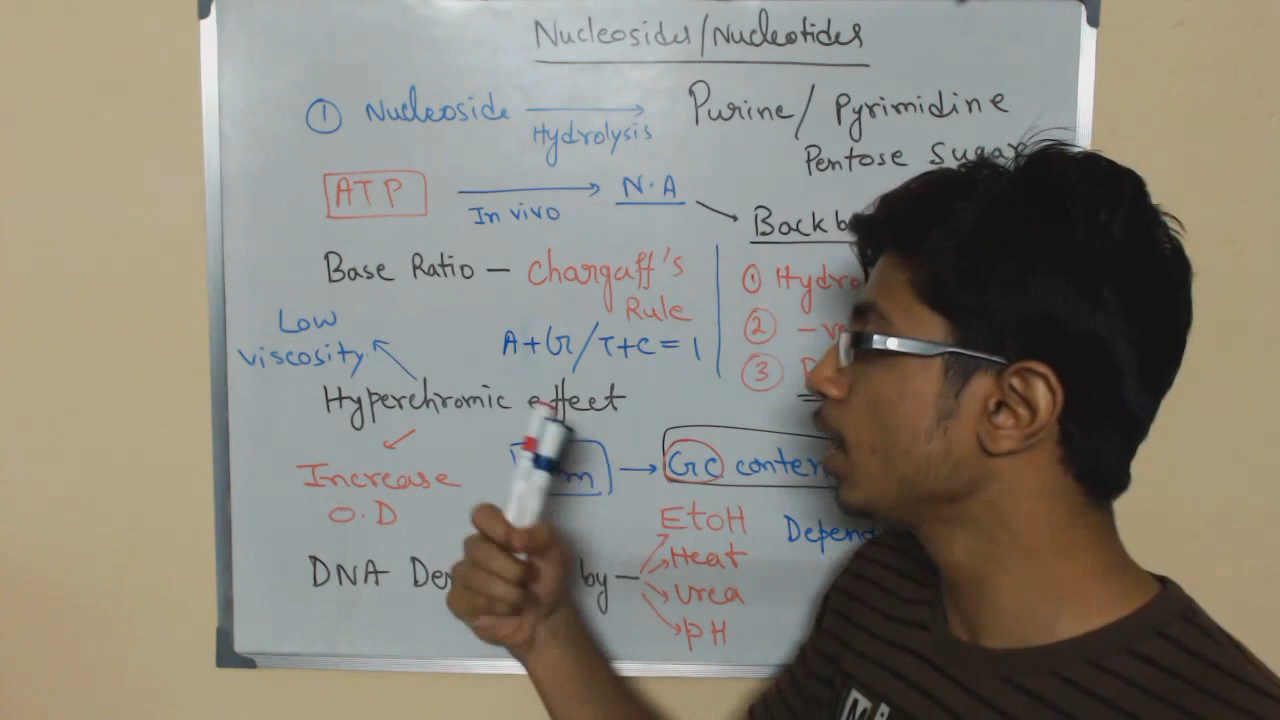 Nucleosides/Nucleotides
① Nucleoside → Purine/Pyrimidine
Hydrolysis
Pentose Sugar
ATP → N.A
In vivo
Base Ratio – Chargaff's
Rule
① Hydro
Low
viscosity
A+G/T+C = 1
②
③
Hyperchromic effect
Increase
O.D
→ GC conten
EtOH
Depend
Heat
DNA by –
Urea
pH